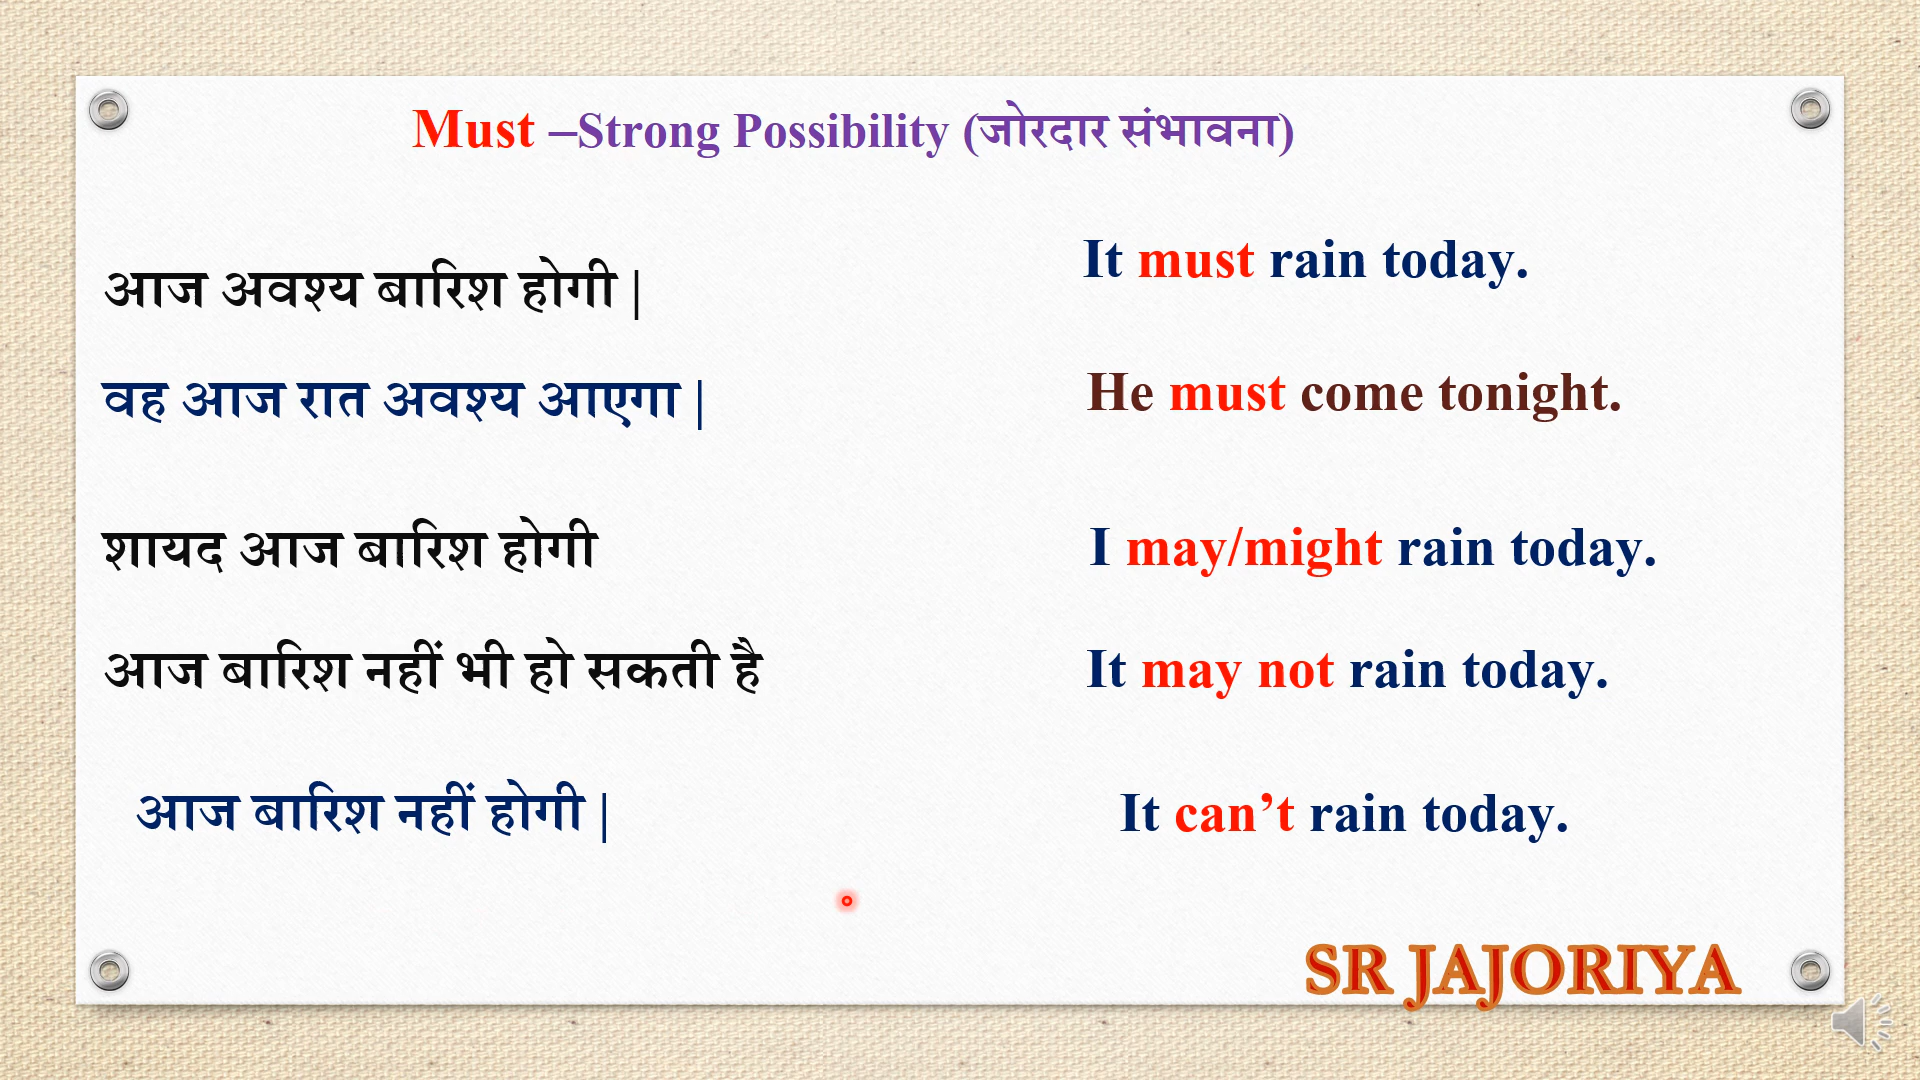 Must –Strong Possibility (जोरदार संभावना)
आज अवश्य बारिश होगी |
It must rain today.
वह आज रात अवश्य आएगा |
He must come tonight.
शायद आज बारिश होगी
I may/might rain today.
आज बारिश नहीं भी हो सकती है
It may not rain today.
आज बारिश नहीं होगी |
It can’t rain today.
SR JAJORIYA